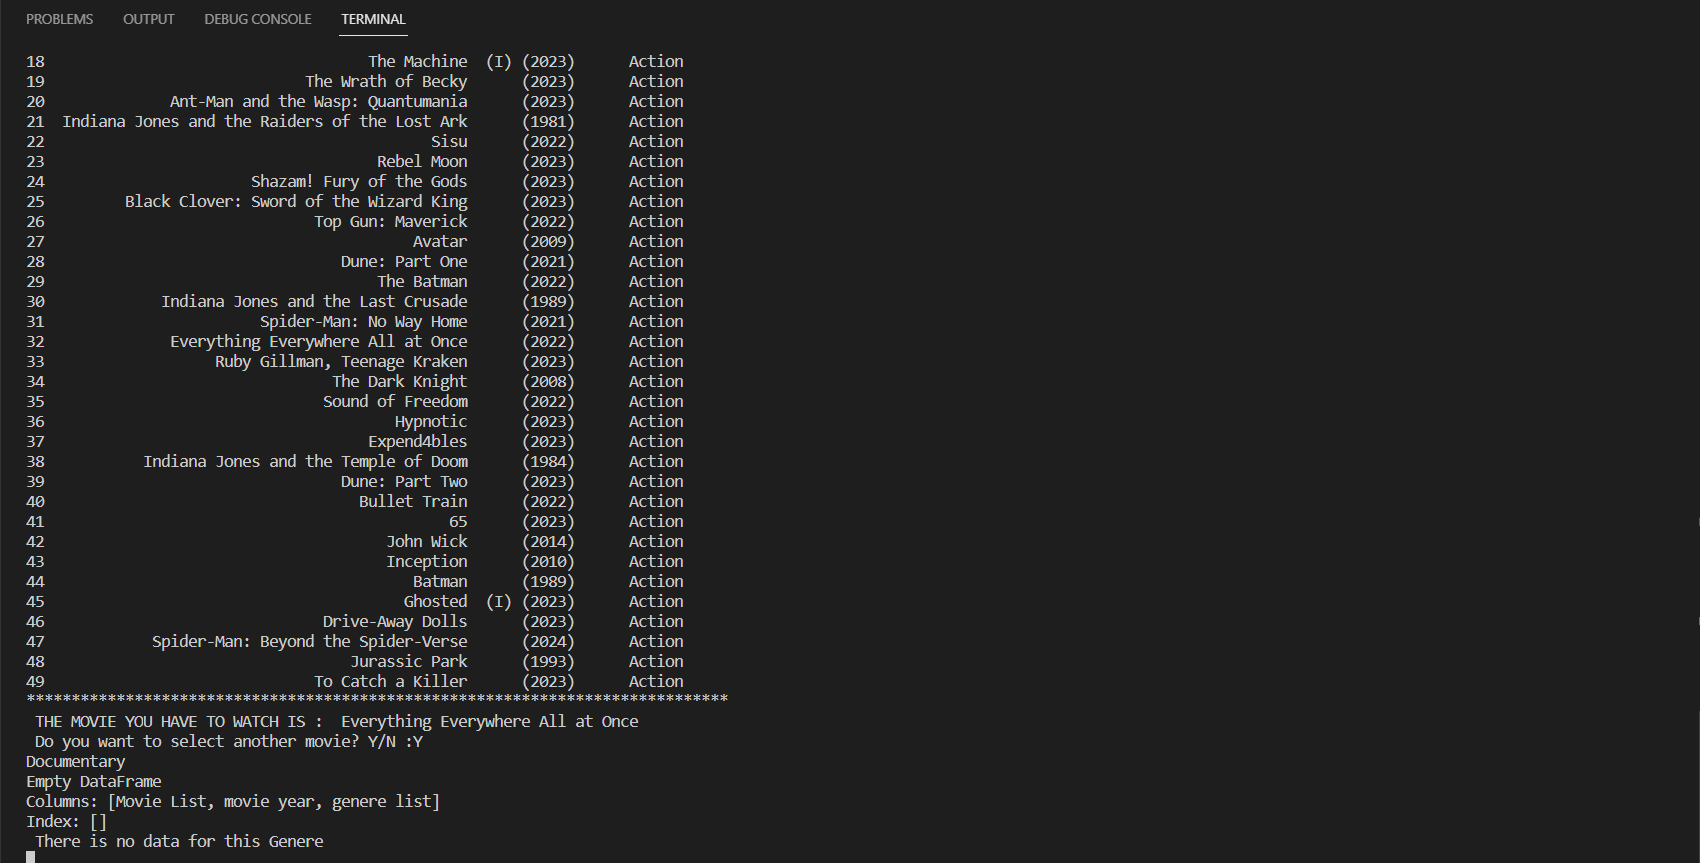 PROBLEMS OUTPUT DEBUG CONSOLE TERMINAL
18 The Machine (I) (2023) Action
19 The Wrath of Becky (2023) Action
20 Ant-Man and the Wasp: Quantumania (2023) Action
21 Indiana Jones and the Raiders of the Lost Ark (1981) Action
22 Sisu (2022) Action
23 Rebel Moon (2023) Action
24 Shazam! Fury of the Gods (2023) Action
25 Black Clover: Sword of the Wizard King (2023) Action
26 Top Gun: Maverick (2022) Action
27 Avatar (2009) Action
28 Dune: Part One (2021) Action
29 The Batman (2022) Action
30 Indiana Jones and the Last Crusade (1989) Action
31 Spider-Man: No Way Home (2021) Action
32 Everything Everywhere All at Once (2022) Action
33 Ruby Gillman, Teenage Kraken (2023) Action
34 The Dark Knight (2008) Action
35 Sound of Freedom (2022) Action
36 Hypnotic (2023) Action
37 Expend4bles (2023) Action
38 Indiana Jones and the Temple of Doom (1984) Action
39 Dune: Part Two (2023) Action
40 Bullet Train (2022) Action
41 65 (2023) Action
42 John Wick (2014) Action
43 Inception (2010) Action
44 Batman (1989) Action
45 Ghosted (I) (2023) Action
46 Drive-Away Dolls (2023) Action
47 Spider-Man: Beyond the Spider-Verse (2024) Action
48 Jurassic Park (1993) Action
49 To Catch a Killer (2023) Action
******************************************************************************
THE MOVIE YOU HAVE TO WATCH IS : Everything Everywhere All at Once
Do you want to select another movie? Y/N :Y
Documentary
Empty DataFrame
Columns: [Movie List, movie year, genere list]
Index: []
There is no data for this Genere